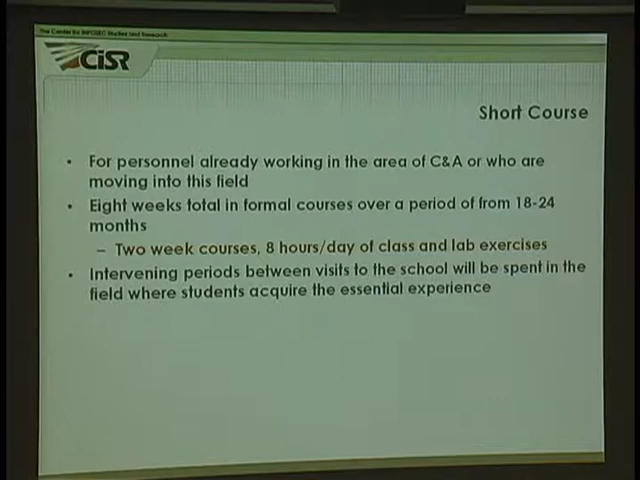 The Center for INFOSEC Studies and Research
CISR
Short Course
• For personnel already working in the area of C&A or who are
moving into this field
• Eight weeks total in formal courses over a period of from 18-24
months
– Two week courses, 8 hours/day of class and lab exercises
• Intervening periods between visits to the school will be spent in the
field where students acquire the essential experience